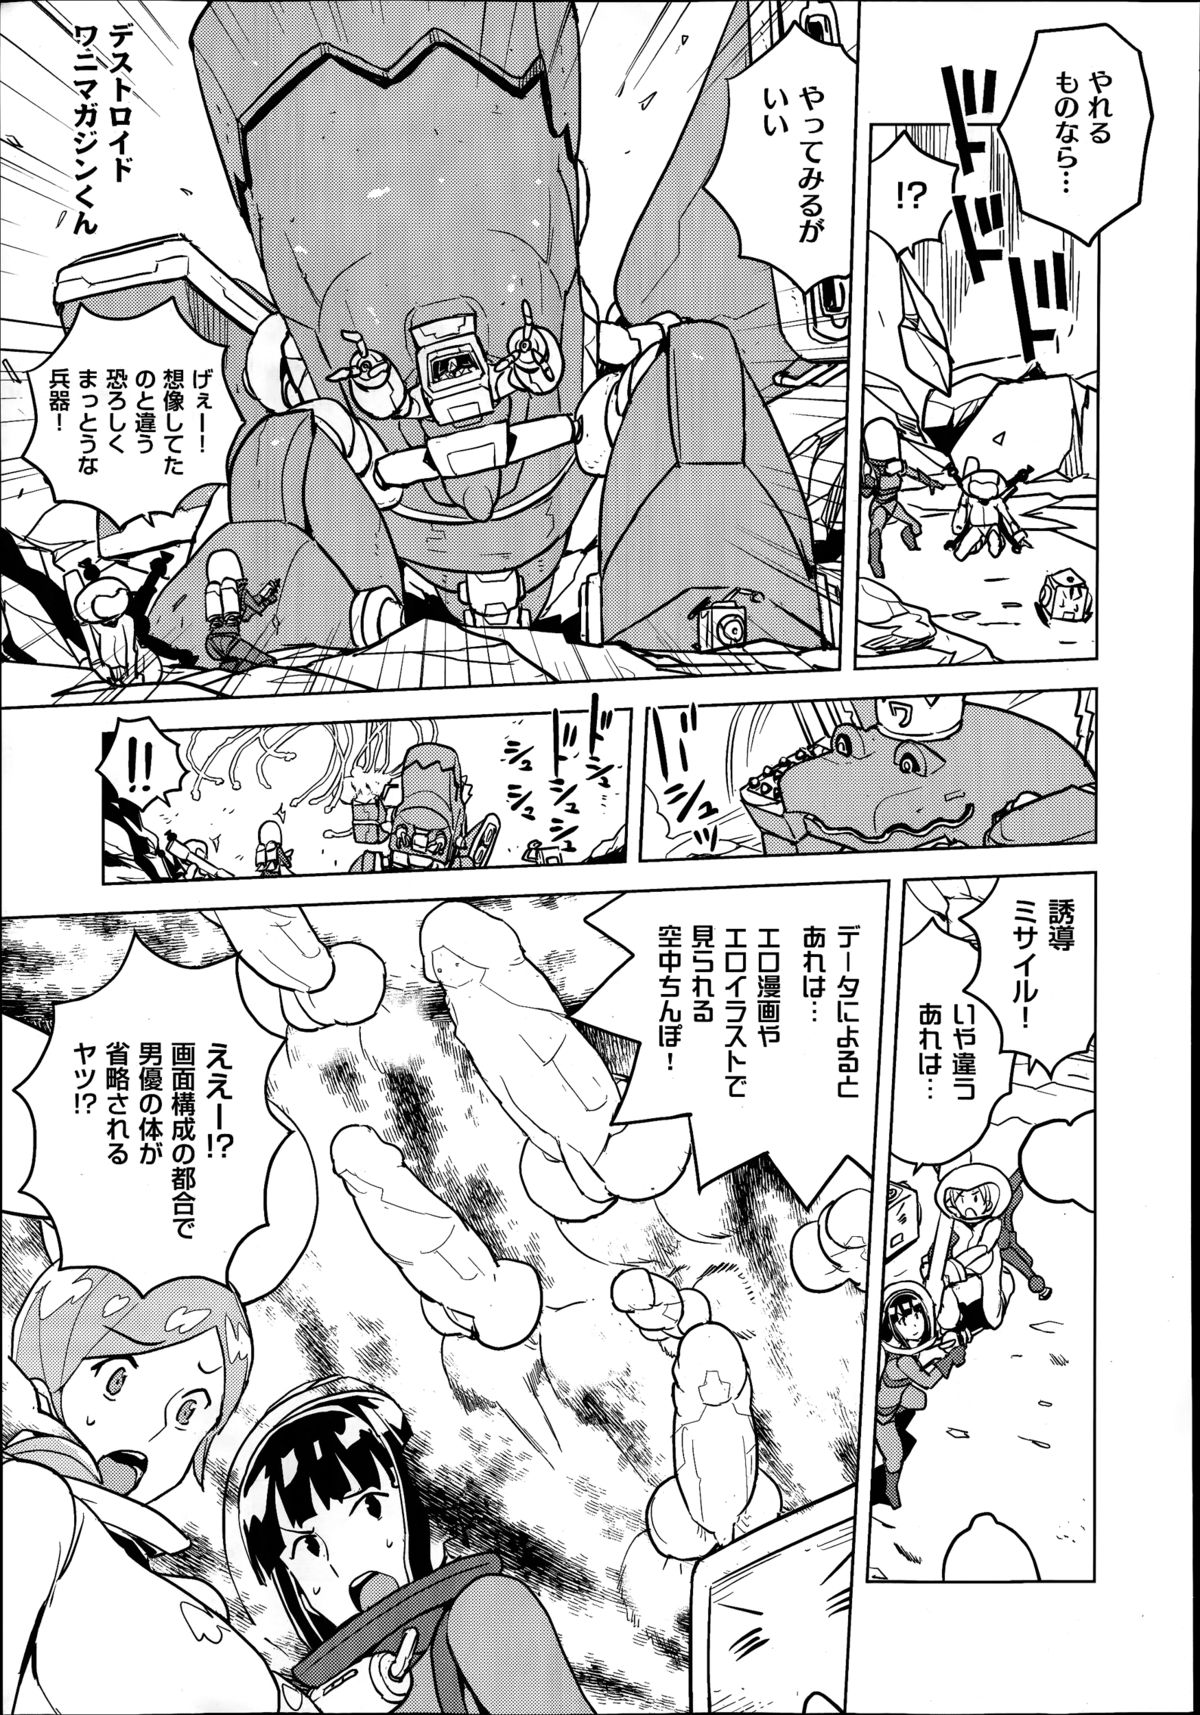 やれる
ものなら…
ドドドド
!?
やってみるが
いい
デストロイド
ワニマガジンくん
げぇー！
想像してた
のと違う
恐ろしく
まっとうな
兵器！
ワ
ドシュッ
ドシュ
ドシュ
シュ
シュ
!!
誘導
ミサイル！
いや違う
あれは…
データによると
あれは…
エロ漫画や
エロイラストで
見られる
空中ちんぽ！
ええー!?
画面構成の都合で
男優の体が
省略される
ヤツ!?